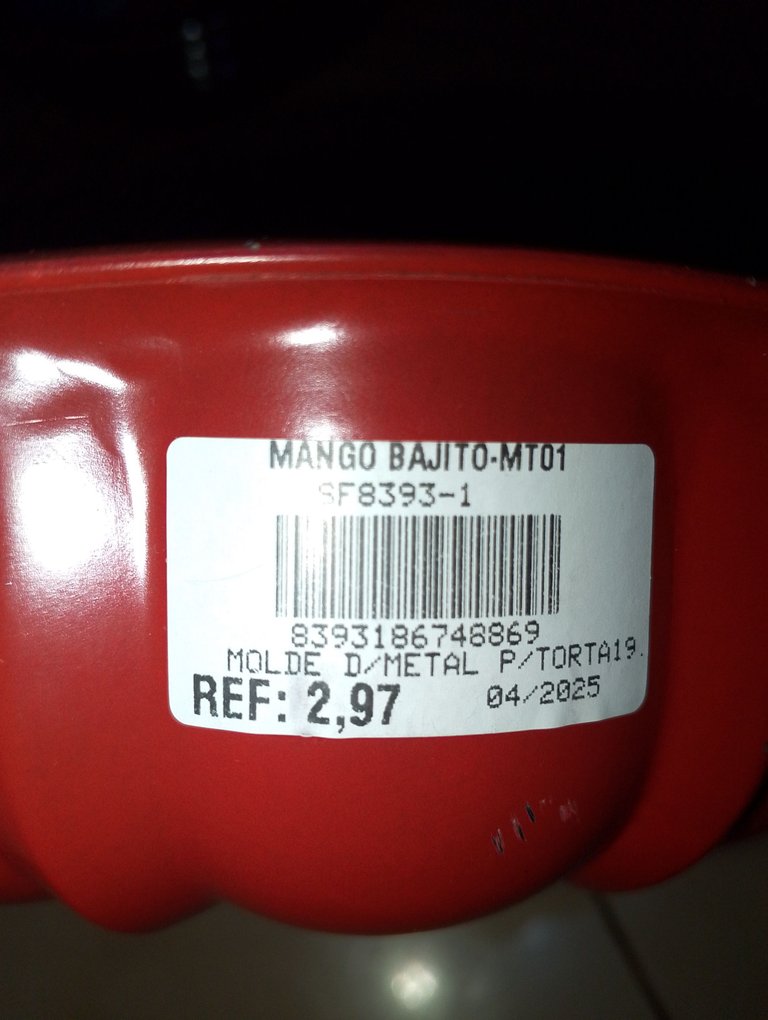 MANGO BAJITO-MT01
SF8393-1
8393186748869
MOLDE D/METAL P/TORTA19.
REF: 2,97
04/2025